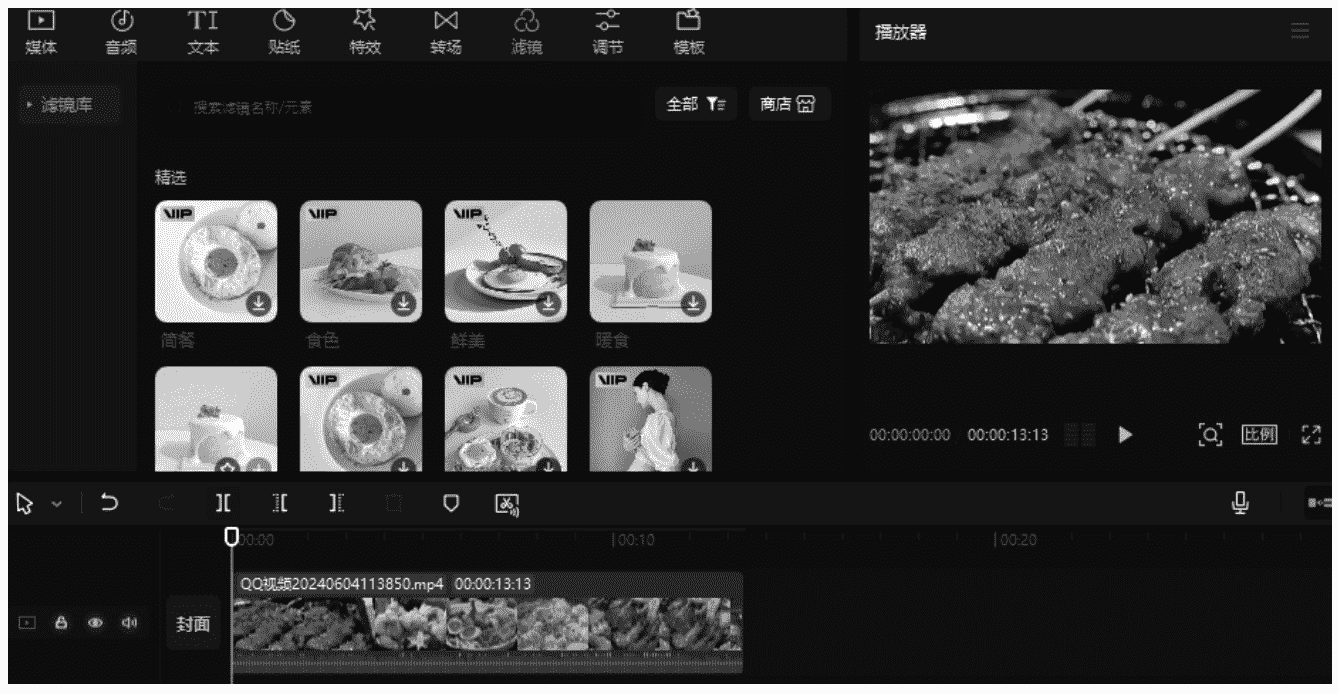 媒体 音频 文本 贴纸 特效 转场 滤镜 调节 模板
播放器
滤镜库
搜索滤镜名称/元素
全部 商店
精选
VIP VIP VIP
简餐 食色 鲜美 暖食
VIP VIP VIP
00:00:00:00 00:00:13:13
比例
00:00 00:10 00:20
QQ视频20240604113850.mp4 00:00:13:13
封面